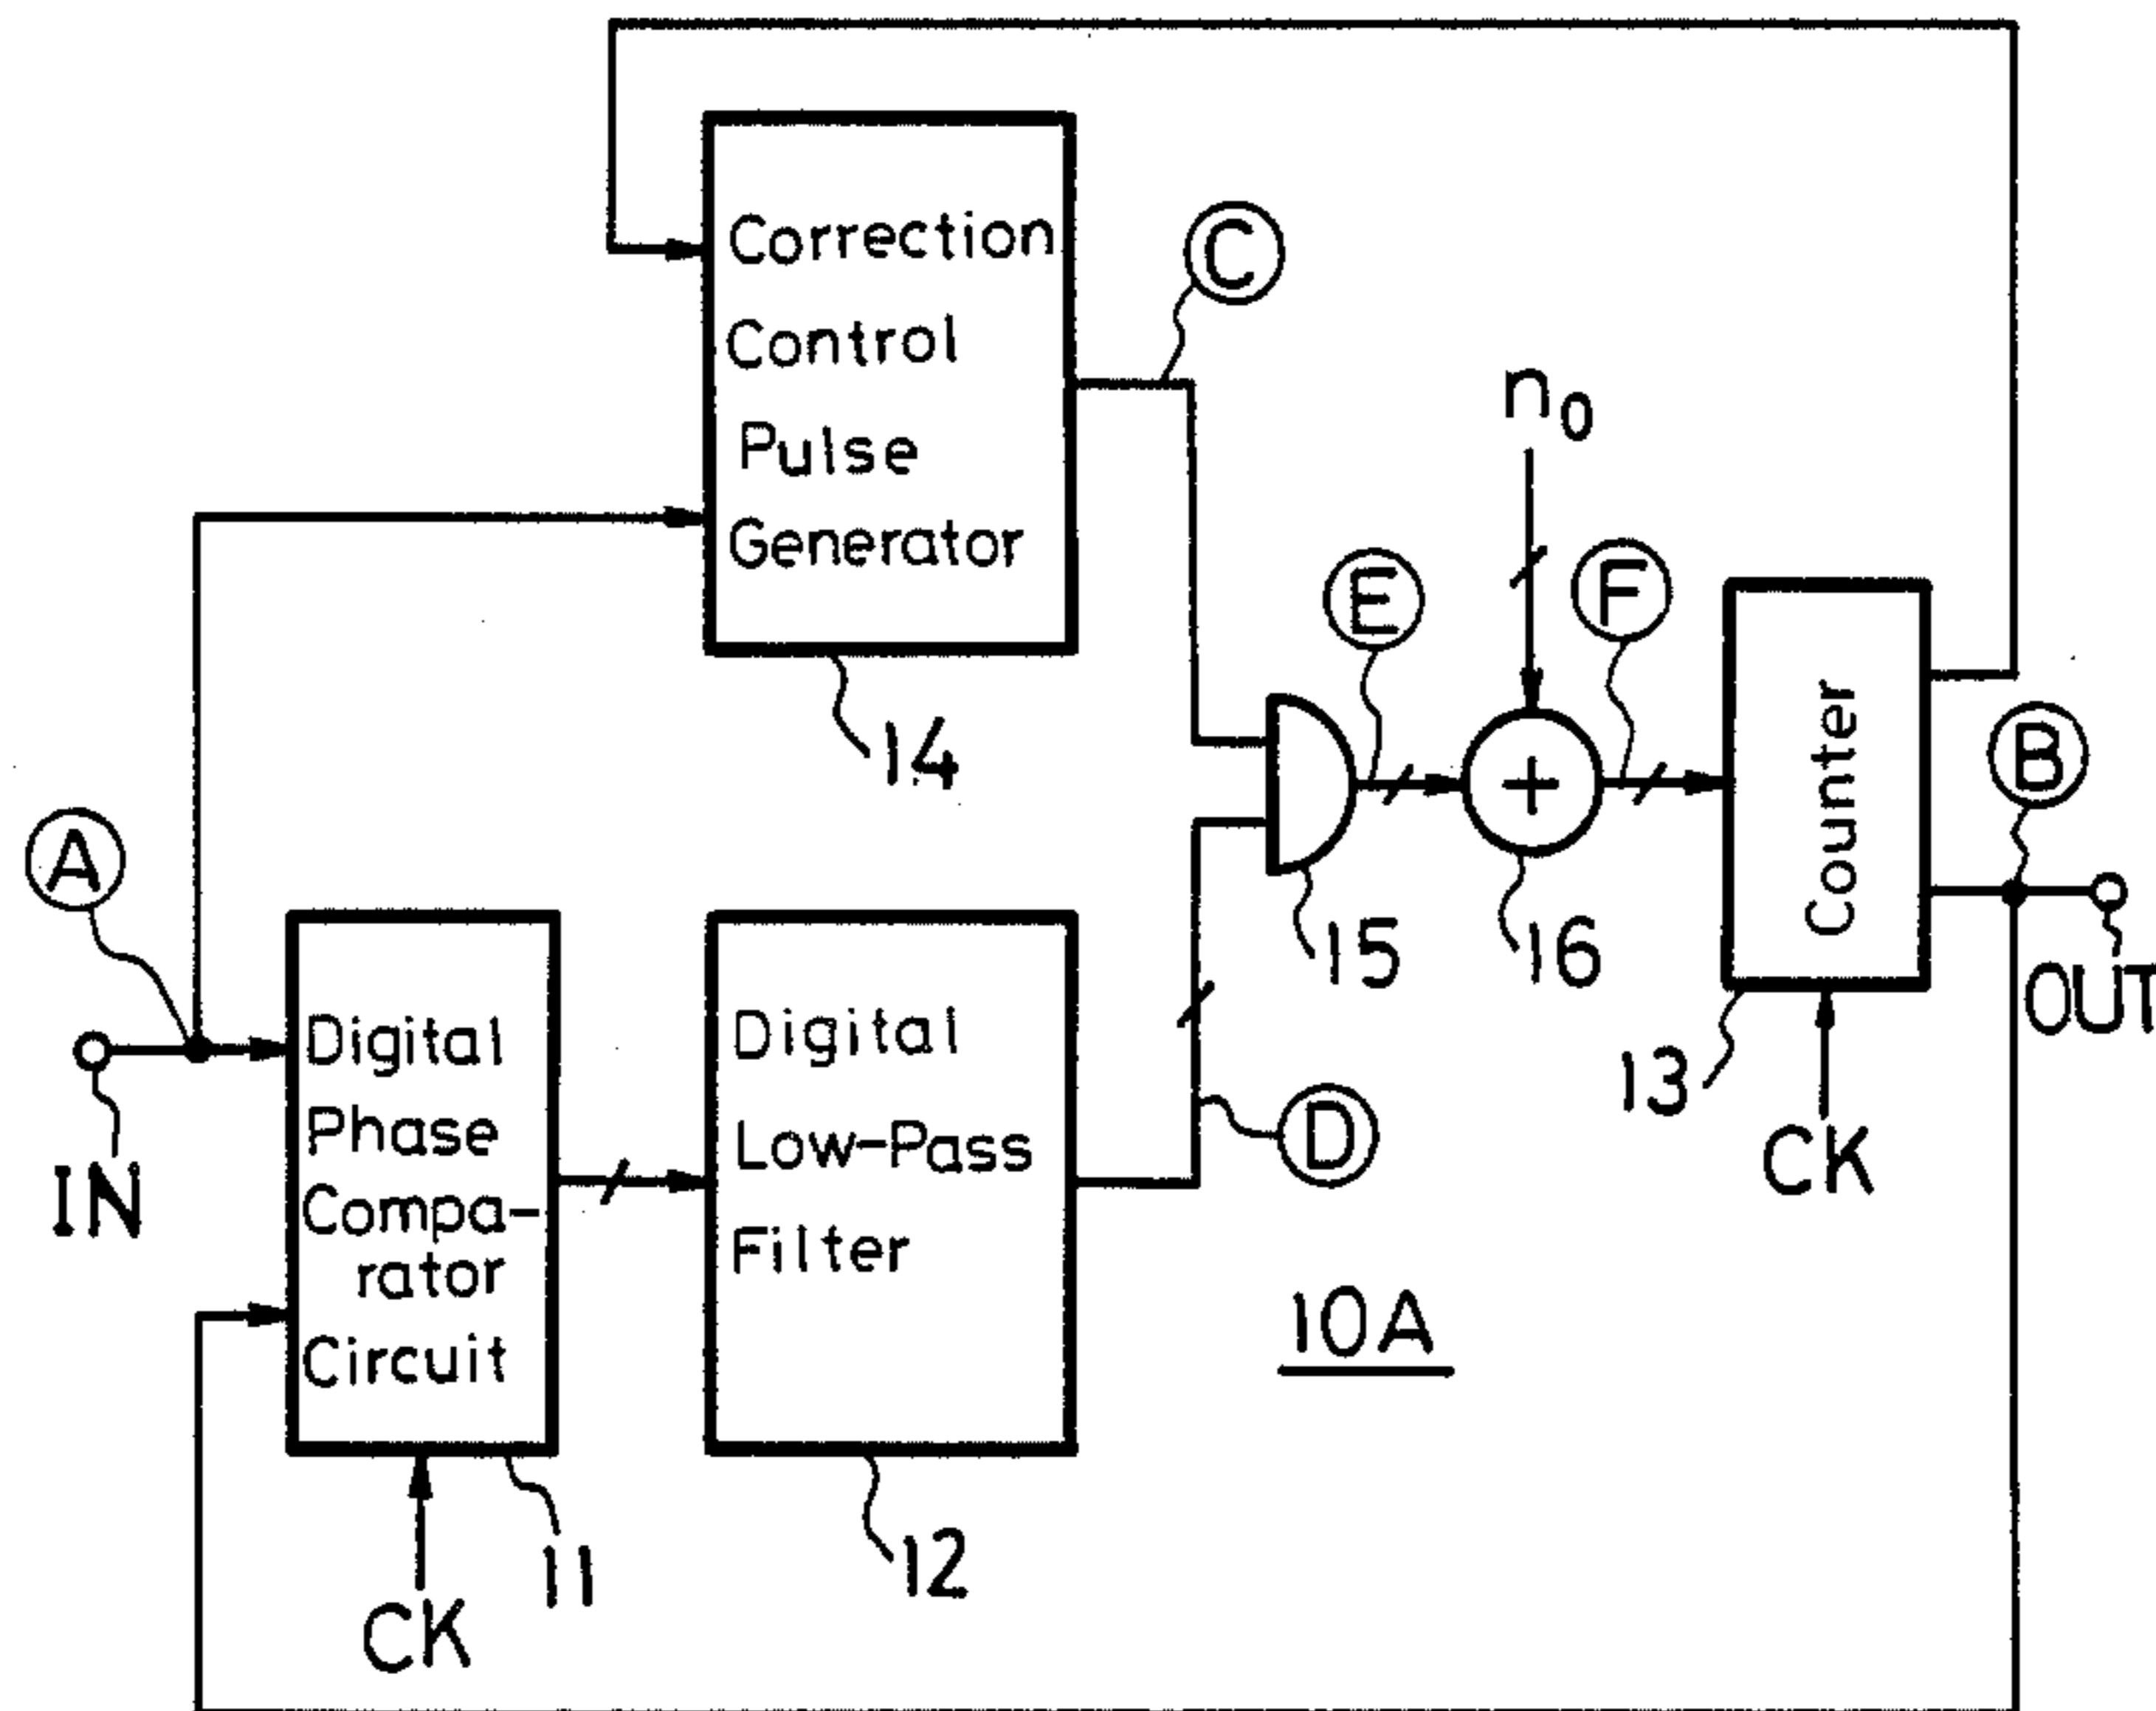 Correction
Control
Pulse
Generator
14
C
n0
E
F
Counter
B
OUT
A
IN
Digital
Phase
Compa-
rator
Circuit
11
CK
Digital
Low-Pass
Filter
12
D
15
+
16
13
CK
10A